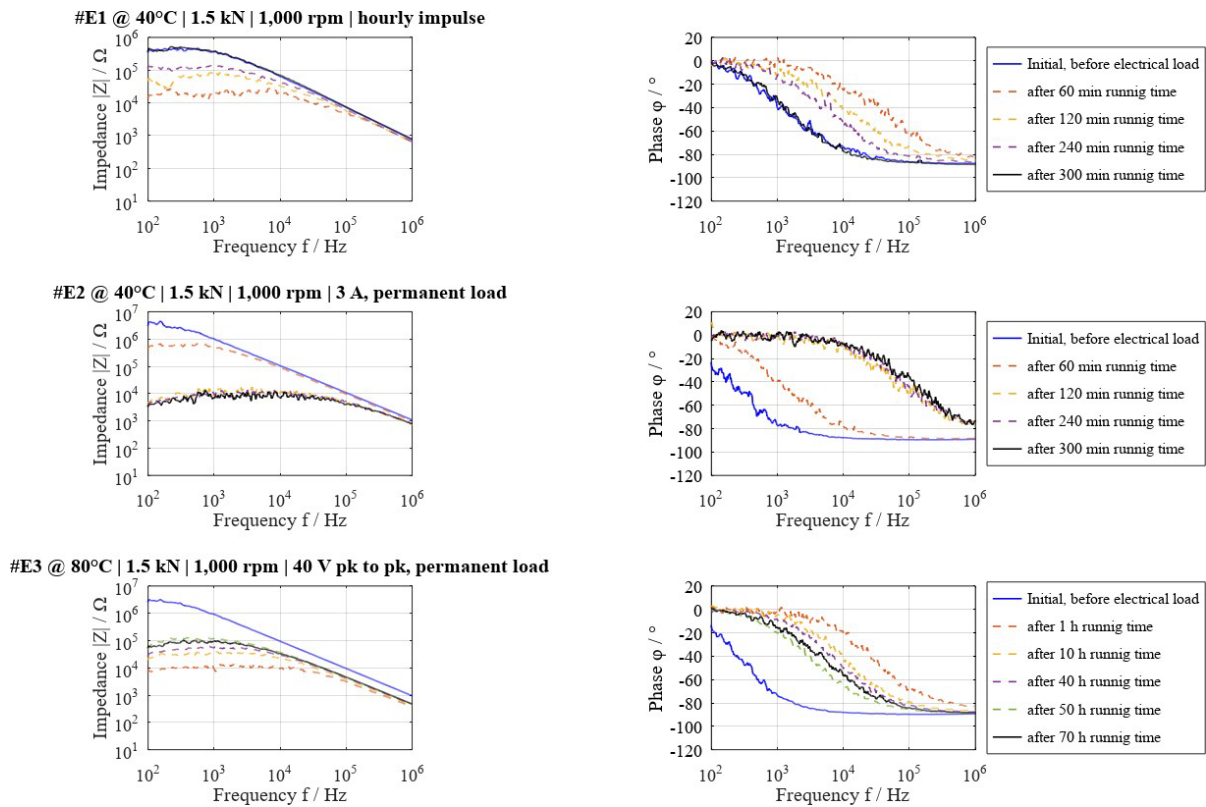 #E1 @ 40°C | 1.5 kN | 1,000 rpm | hourly impulse
Impedance |Z| / Ω
10^6
10^5
10^4
10^3
10^2
10^1
10^2 10^3 10^4 10^5 10^6
Frequency f / Hz
Phase φ / °
20
0
-20
-40
-60
-80
-100
-120
10^2 10^3 10^4 10^5 10^6
Frequency f / Hz
Initial, before electrical load
after 60 min runnig time
after 120 min runnig time
after 240 min runnig time
after 300 min runnig time
#E2 @ 40°C | 1.5 kN | 1,000 rpm | 3 A, permanent load
Impedance |Z| / Ω
10^7
10^6
10^5
10^4
10^3
10^2
10^1
10^2 10^3 10^4 10^5 10^6
Frequency f / Hz
Phase φ / °
20
0
-20
-40
-60
-80
-100
-120
10^2 10^3 10^4 10^5 10^6
Frequency f / Hz
Initial, before electrical load
after 60 min runnig time
after 120 min runnig time
after 240 min runnig time
after 300 min runnig time
#E3 @ 80°C | 1.5 kN | 1,000 rpm | 40 V pk to pk, permanent load
Impedance |Z| / Ω
10^7
10^6
10^5
10^4
10^3
10^2
10^1
10^2 10^3 10^4 10^5 10^6
Frequency f / Hz
Phase φ / °
20
0
-20
-40
-60
-80
-100
-120
10^2 10^3 10^4 10^5 10^6
Frequency f / Hz
Initial, before electrical load
after 1 h runnig time
after 10 h runnig time
after 40 h runnig time
after 50 h runnig time
after 70 h runnig time